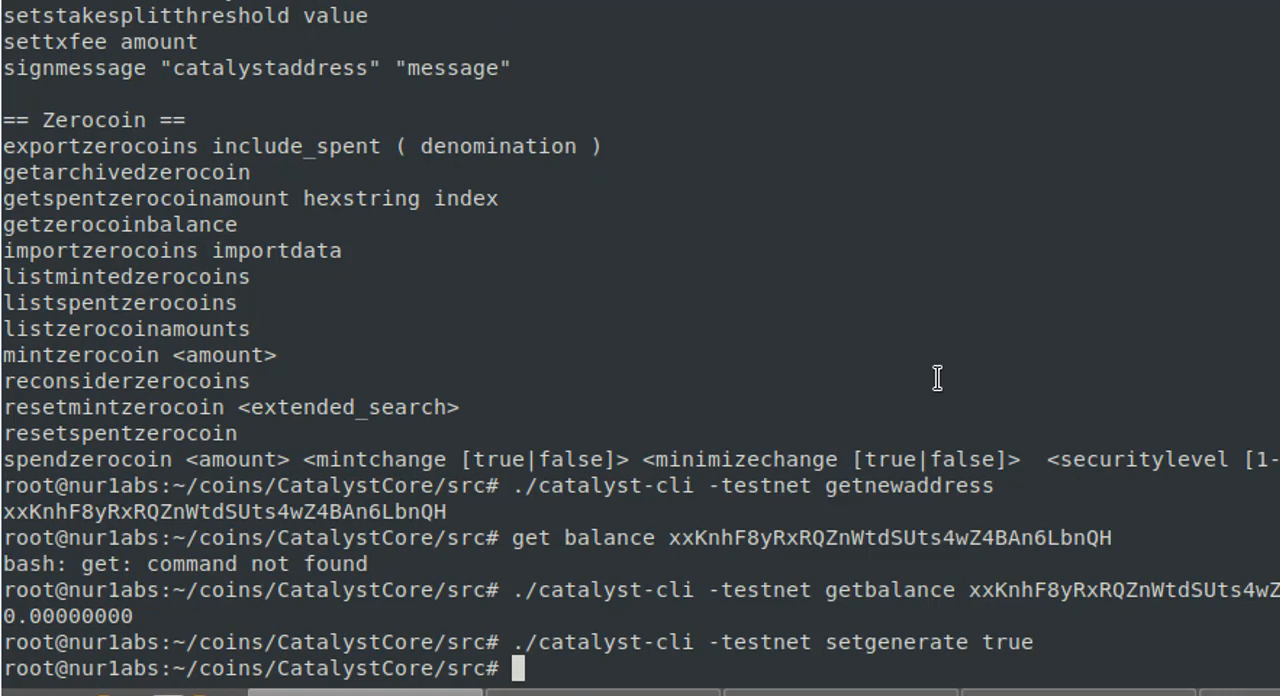 setstakesplitthreshold value
settxfee amount
signmessage "catalystaddress" "message"
== Zerocoin ==
exportzerocoins include_spent ( denomination )
getarchivedzerocoin
getspentzerocoinamount hexstring index
getzerocoinbalance
importzerocoins importdata
listmintedzerocoins
listspentzerocoins
listzerocoinamounts
mintzerocoin <amount>
reconsiderzerocoins
resetmintzerocoin <extended_search>
resetspentzerocoin
spendzerocoin <amount> <mintchange [true|false]> <minimizechange [true|false]>  <securitylevel [1-
root@nur1abs:~/coins/CatalystCore/src# ./catalyst-cli -testnet getnewaddress
xxKnhF8yRxRQZnWtdSUts4wZ4BAn6LbnQH
root@nur1abs:~/coins/CatalystCore/src# get balance xxKnhF8yRxRQZnWtdSUts4wZ4BAn6LbnQH
bash: get: command not found
root@nur1abs:~/coins/CatalystCore/src# ./catalyst-cli -testnet getbalance xxKnhF8yRxRQZnWtdSUts4wZ
0.00000000
root@nur1abs:~/coins/CatalystCore/src# ./catalyst-cli -testnet setgenerate true
root@nur1abs:~/coins/CatalystCore/src#